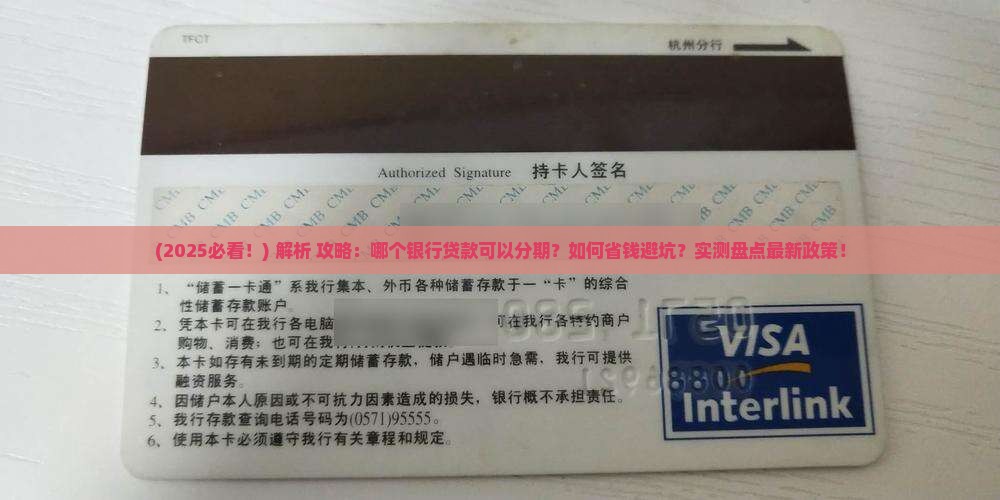 TFCT
杭州分行
Authorized Signature 持卡人签名
(2025必看！) 解析 攻略：哪个银行贷款可以分期？如何省钱避坑？实测盘点最新政策！
1、“储蓄一卡通”系我行集本、外币各种储蓄存款于一“卡”的综合
性储蓄存款账户
2、凭本卡可在我行各电脑 可在我行各特约商户
购物、消费；也可在我
3、本卡如存有未到期的定期储蓄存款，储户遇临时急需，我行可提供
融资服务。
4、因储户本人原因或不可抗力因素造成的损失，银行概不承担责任。
5、我行存款查询电话号码为(0571)95555。
6、使用本卡必须遵守我行有关章程和规定。
VISA
Interlink